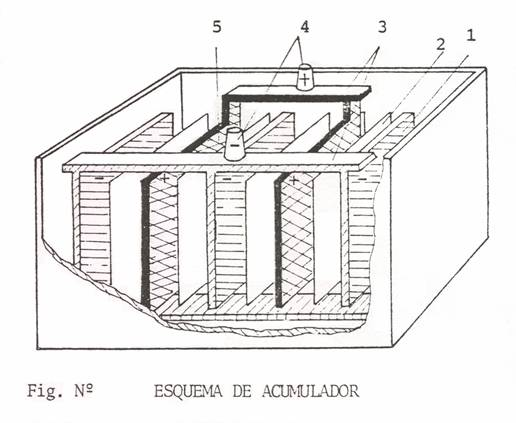 5 4 3 2 1
+
-
- + - + -
Fig. Nº ESQUEMA DE ACUMULADOR